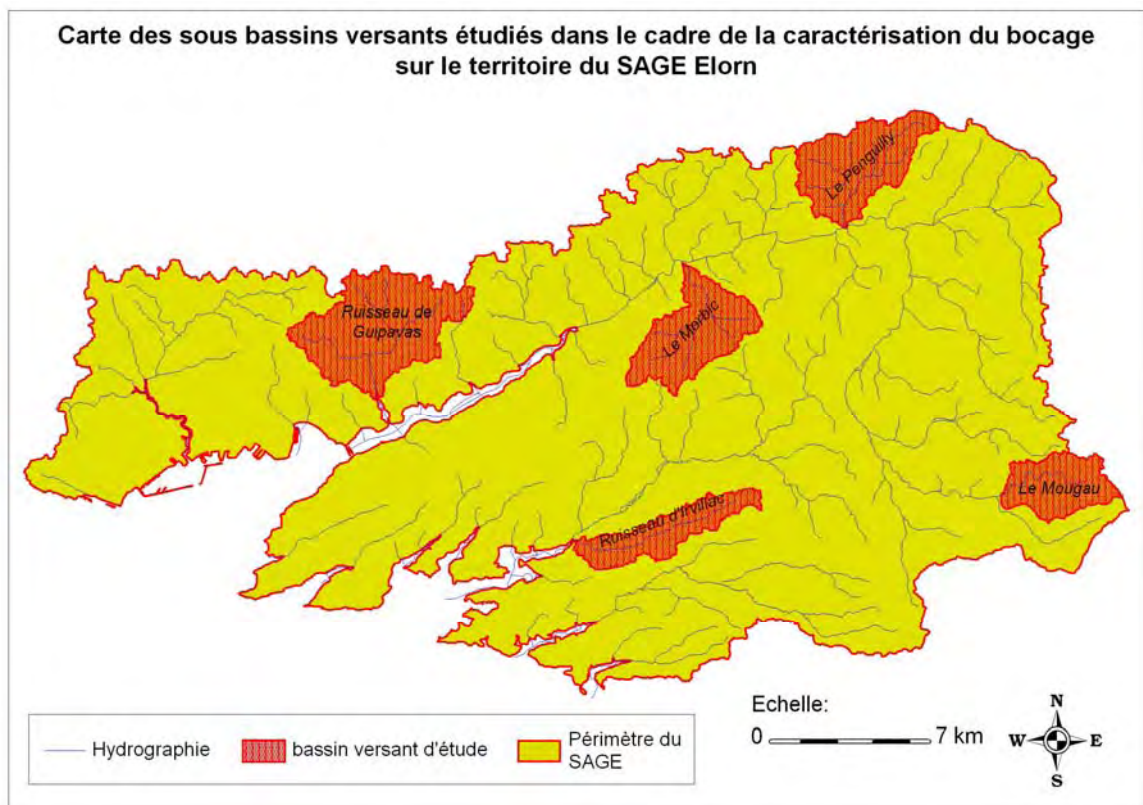 Carte des sous bassins versants étudiés dans le cadre de la caractérisation du bocage
sur le territoire du SAGE Elorn
Le Penguilly
Ruisseau de
Guipavas
Le Morbic
Le Mougau
Ruisseau d'Irvillac
Hydrographie
bassin versant d'étude
Périmètre du
SAGE
Echelle:
0 7 km
N
W E
S